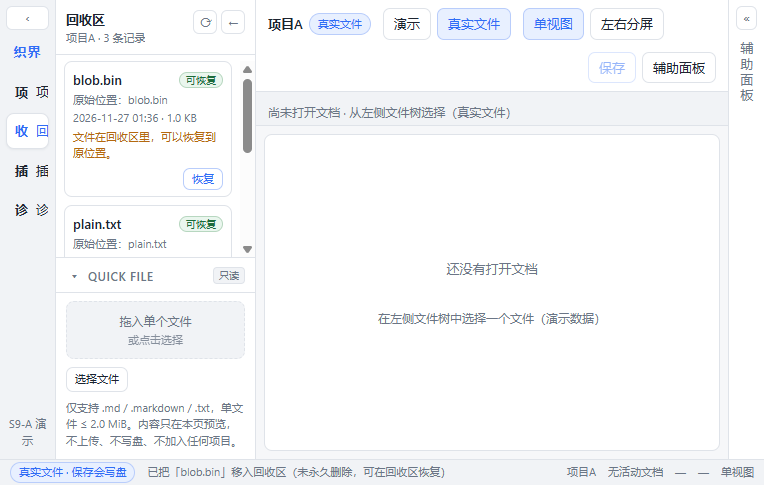 ‹
织界
项 项
收 回
插 插
诊 诊
S9-A 演
示
回收区
项目A · 3 条记录
←
blob.bin
可恢复
原始位置：blob.bin
2026-11-27 01:36 · 1.0 KB
文件在回收区里，可以恢复到
原位置。
恢复
plain.txt
可恢复
原始位置：plain.txt
QUICK FILE
只读
拖入单个文件
或点击选择
选择文件
仅支持 .md / .markdown / .txt，单文
件 ≤ 2.0 MiB。内容只在本页预览，
不上传、不写盘、不加入任何项目。
项目A
真实文件
演示
真实文件
单视图
左右分屏
保存
辅助面板
尚未打开文档 · 从左侧文件树选择（真实文件）
还没有打开文档
在左侧文件树中选择一个文件（演示数据）
«
辅
助
面
板
真实文件 · 保存会写盘
已把「blob.bin」移入回收区（未永久删除，可在回收区恢复）
项目A
无活动文档
—
—
单视图